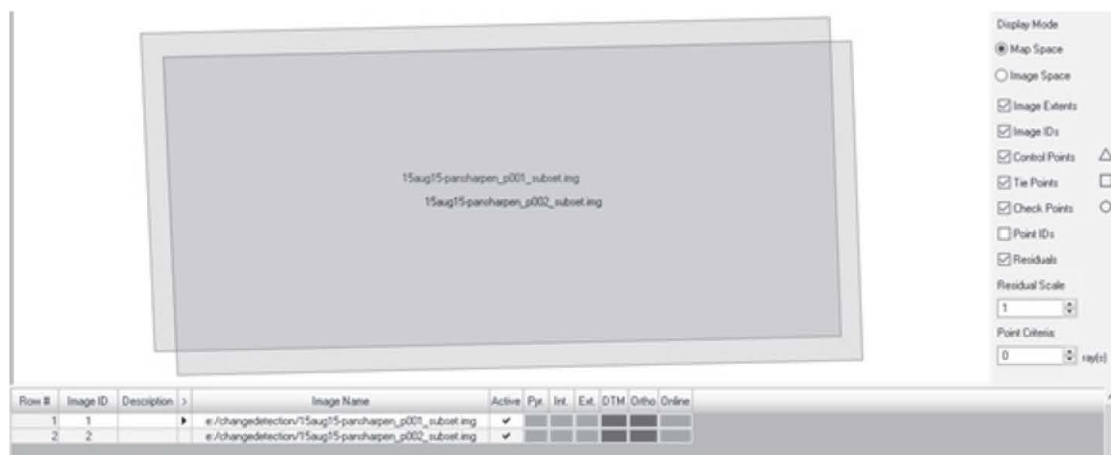 15aug15-pansharpen_p001_subset.img
15aug15-pansharpen_p002_subset.img
Display Mode
Map Space
Image Space
Image Extents
Image IDs
Control Points
Tie Points
Check Points
Point IDs
Residuals
Residual Scale
1
Point Criteria:
0 ray(s)
Row # Image ID Description > Image Name Active Pyr. Int. Ext. DTM Ortho Online
1 1 e:/changedetection/15aug15-pansharpen_p001_subset.img
2 2 e:/changedetection/15aug15-pansharpen_p002_subset.img